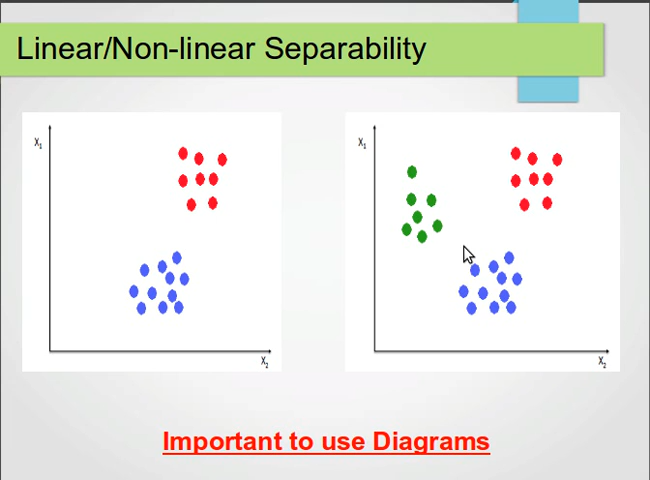 Linear/Non-linear Separability
X₁
X₂
X₁
X₂
Important to use Diagrams